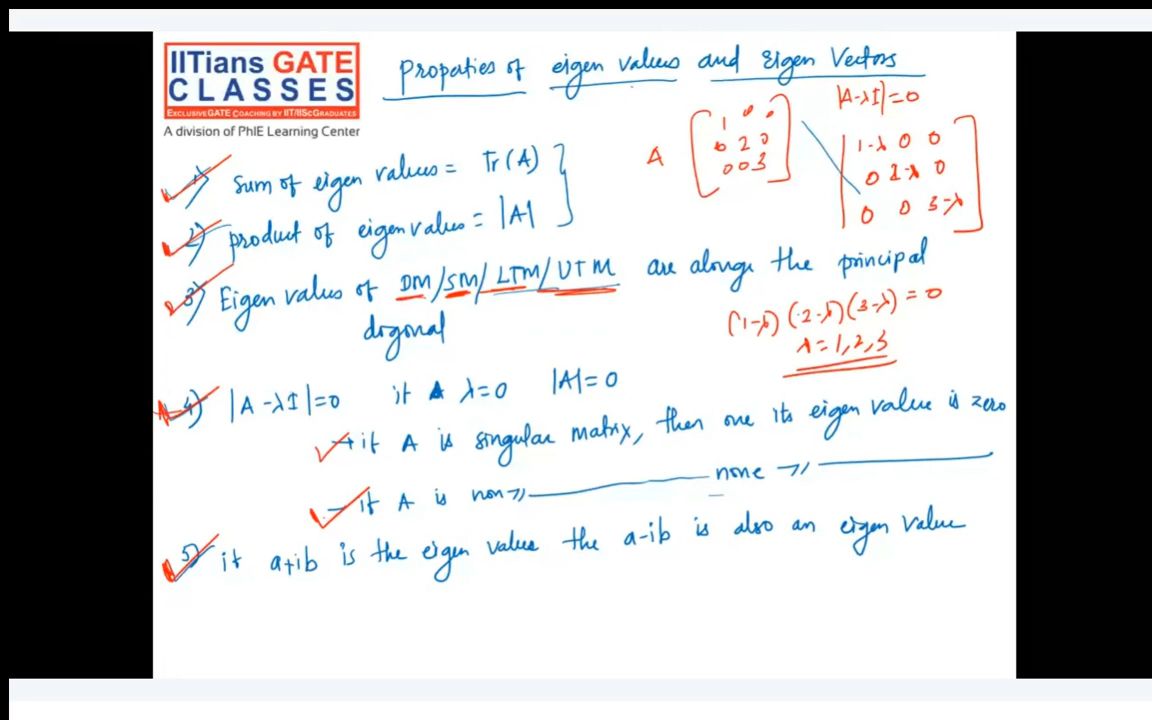 IITians GATE
CLASSES
EXCLUSIVE GATE COACHING BY IIT/IISc GRADUATES
A division of PhIE Learning Center
Properties of eigen values and Eigen Vectors
A [1 0 0
0 2 0
0 0 3]
|A-λI|=0
|1-λ 0 0
0 2-λ 0
0 0 3-λ]
1) Sum of eigen values = Tr(A)
2) product of eigen values = |A|
3) Eigen values of DM/SM/LTM/UTM are alonge the principal
diogonal
(1-λ)(2-λ)(3-λ)=0
λ=1,2,3
4) |A-λI|=0 if λ=0 |A|=0
→ if A is singular matrix, then one its eigen value is zero
- if A is non 〃 none 〃
5) if a+ib is the eigen value the a-ib is also an eigen value